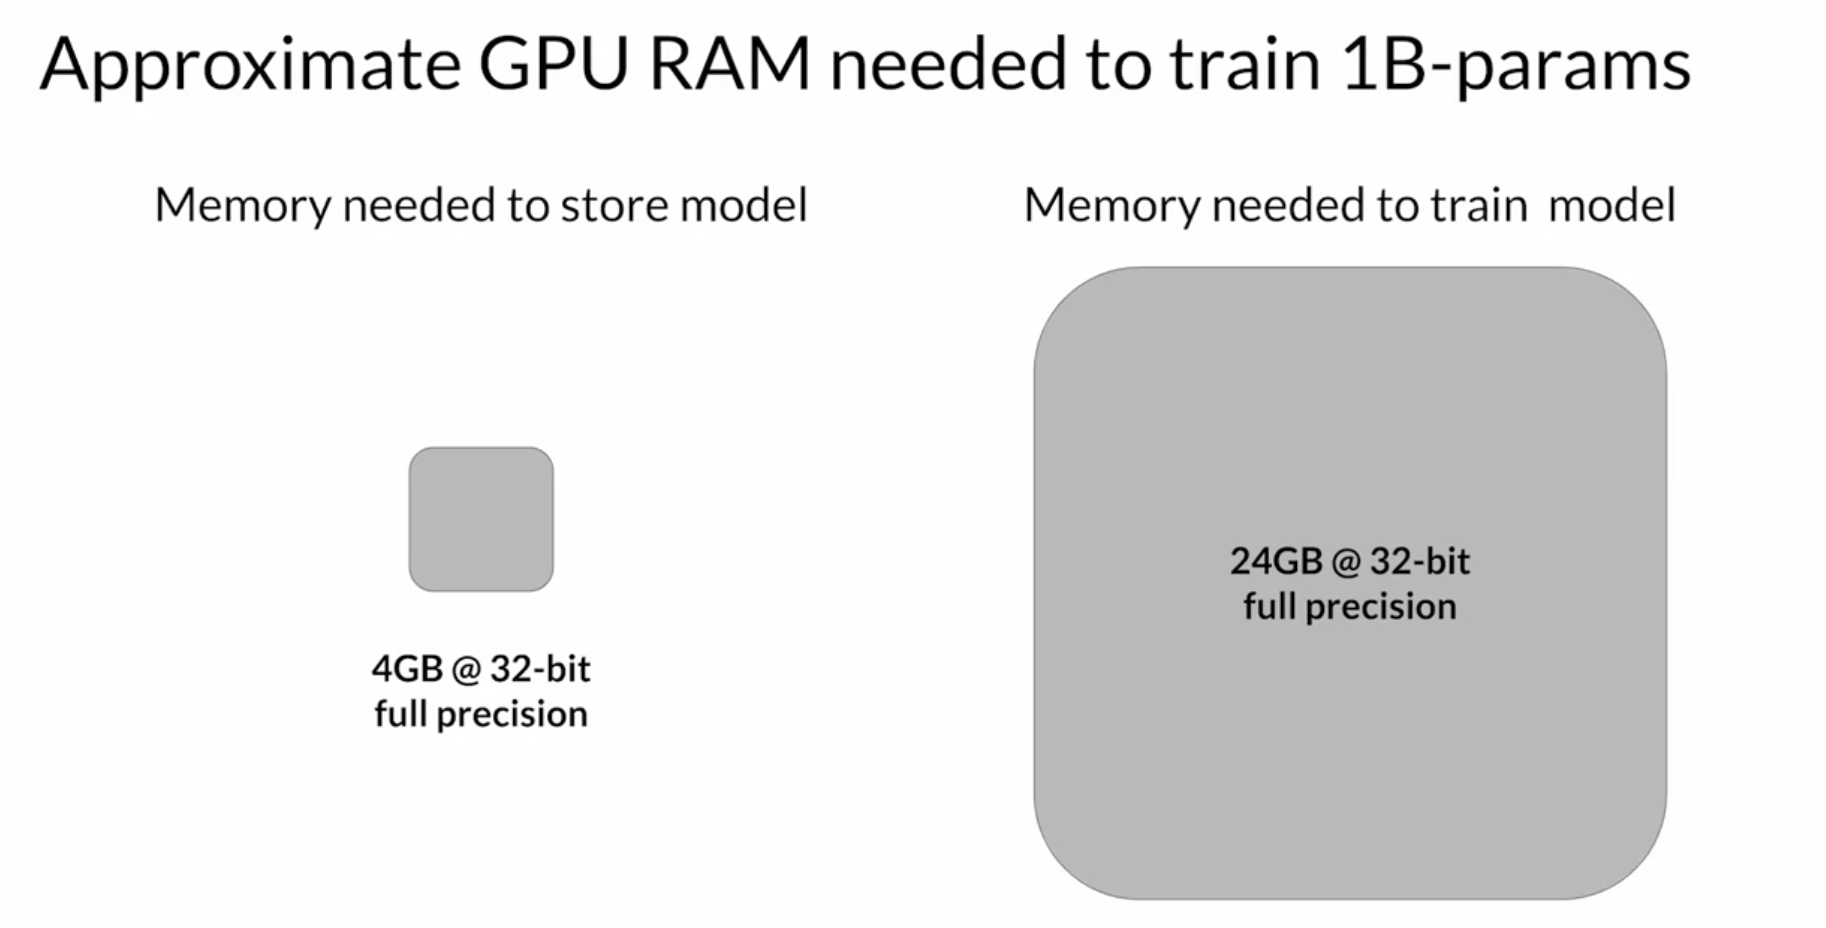 Approximate GPU RAM needed to train 1B-params
Memory needed to store model
4GB @ 32-bit
full precision
Memory needed to train model
24GB @ 32-bit
full precision